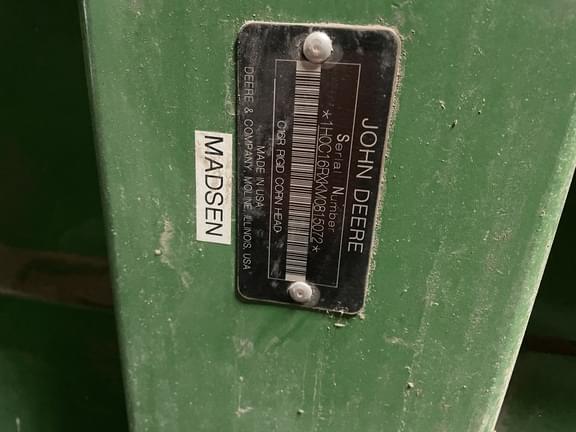 JOHN DEERE
Serial Number
*1H0C16RXKM0815072*
C16R RIGID CORN HEAD
MADE IN USA
DEERE & COMPANY MOLINE, ILLINOIS, USA
MADSEN